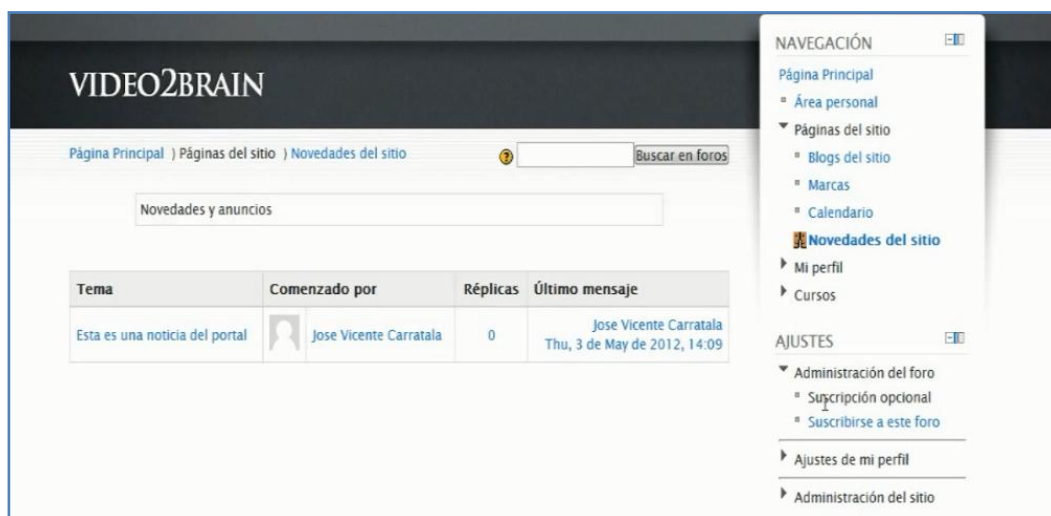 VIDEO2BRAIN
Página Principal ) Páginas del sitio ) Novedades del sitio
Buscar en foros
Novedades y anuncios
Tema Comenzado por Réplicas Último mensaje
Esta es una noticia del portal Jose Vicente Carratala 0 Jose Vicente Carratala
Thu, 3 de May de 2012, 14:09
NAVEGACIÓN
Página Principal
Área personal
Páginas del sitio
Blogs del sitio
Marcas
Calendario
Novedades del sitio
Mi perfil
Cursos
AJUSTES
Administración del foro
Suscripción opcional
Suscribirse a este foro
Ajustes de mi perfil
Administración del sitio